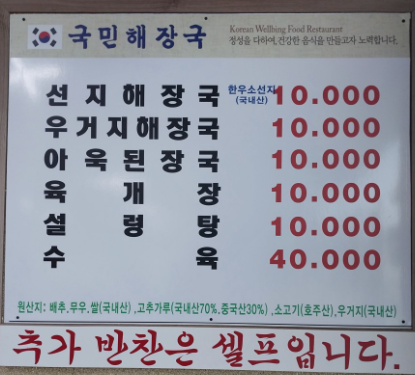 국민해장국
Korean Wellbing Food Restaurant
정성을 다하여, 건강한 음식을 만들고자 노력합니다.
선지해장국 한우소선지 (국내산) 10.000
우거지해장국 10.000
아욱된장국 10.000
육개장 10.000
설렁탕 10.000
수육 40.000
원산지: 배추.무우.쌀(국내산) ,고추가루(국내산70%.중국산30%) ,소고기(호주산),우거지(국내산)
추가 반찬은 셀프입니다.